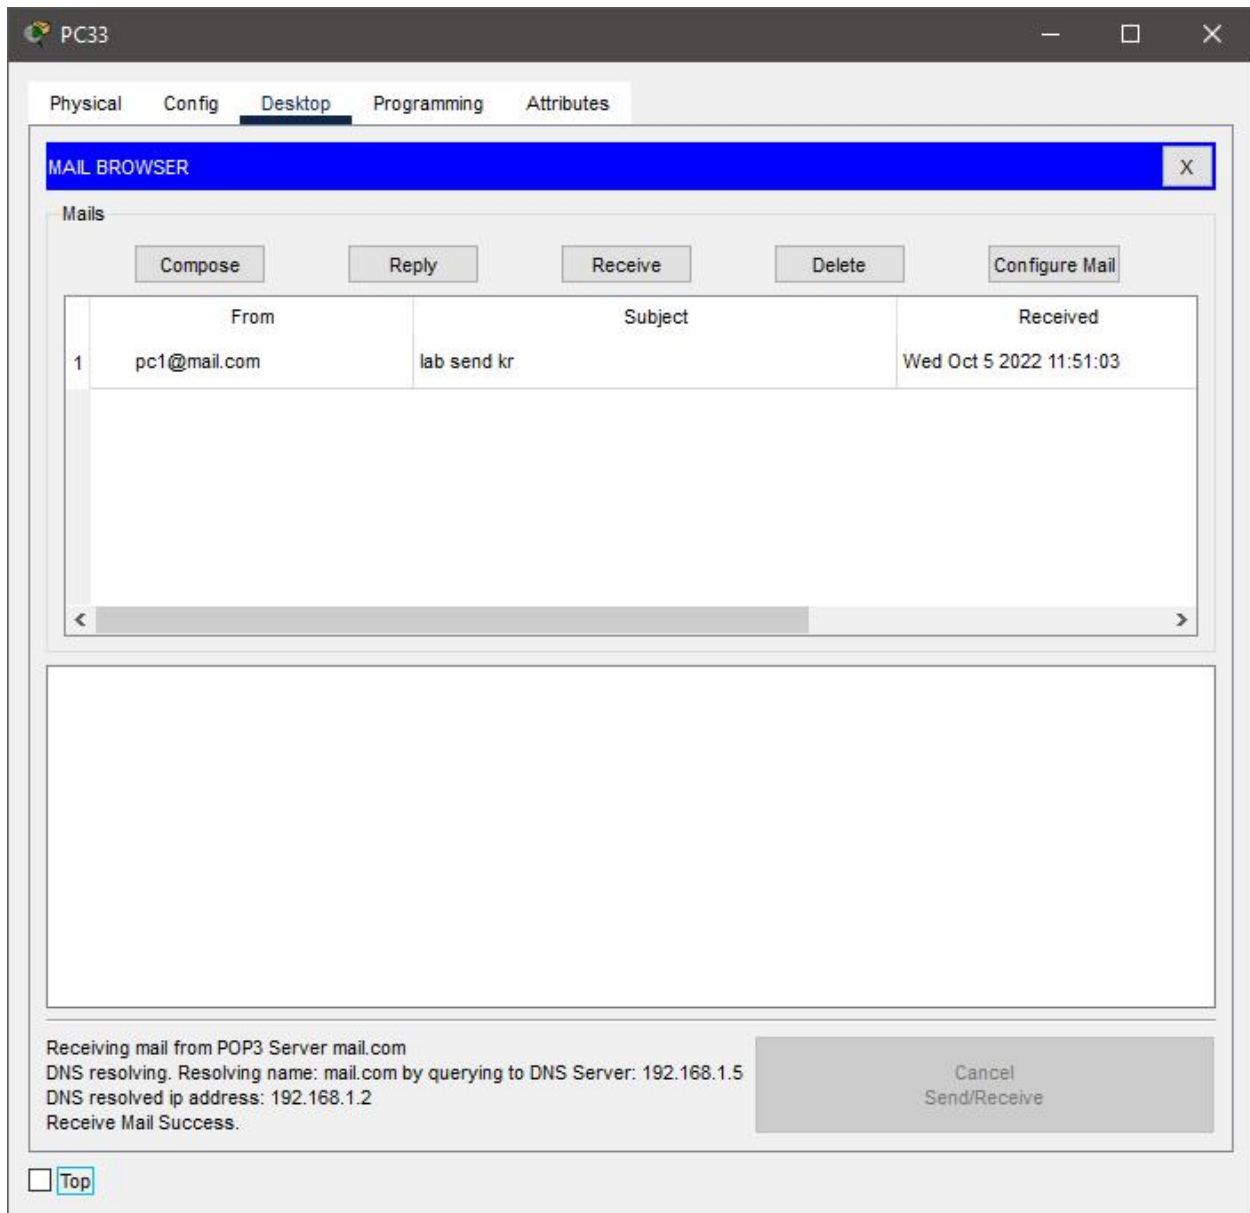 PC33
Physical Config Desktop Programming Attributes
MAIL BROWSER X
Mails
Compose Reply Receive Delete Configure Mail
From Subject Received
1 pc1@mail.com lab send kr Wed Oct 5 2022 11:51:03
Receiving mail from POP3 Server mail.com
DNS resolving. Resolving name: mail.com by querying to DNS Server: 192.168.1.5
DNS resolved ip address: 192.168.1.2
Receive Mail Success.
Cancel
Send/Receive
Top